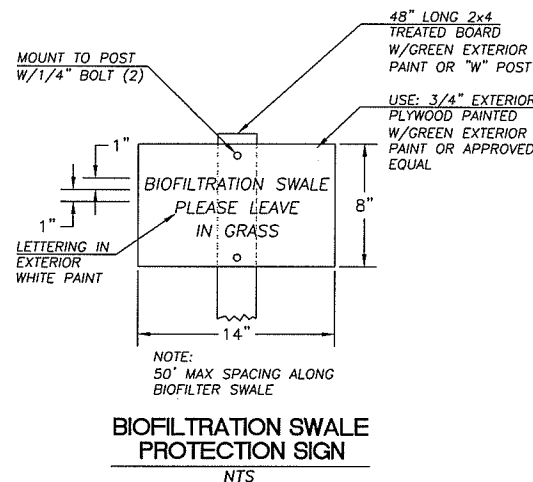 48" LONG 2x4
TREATED BOARD
W/GREEN EXTERIOR
PAINT OR "W" POST
MOUNT TO POST
W/1/4" BOLT (2)
USE: 3/4" EXTERIOR
PLYWOOD PAINTED
W/GREEN EXTERIOR
PAINT OR APPROVED
EQUAL
1"
1"
BIOFILTRATION SWALE
PLEASE LEAVE
IN GRASS
8"
LETTERING IN
EXTERIOR
WHITE PAINT
14"
NOTE:
50' MAX SPACING ALONG
BIOFILTER SWALE
BIOFILTRATION SWALE
PROTECTION SIGN
NTS